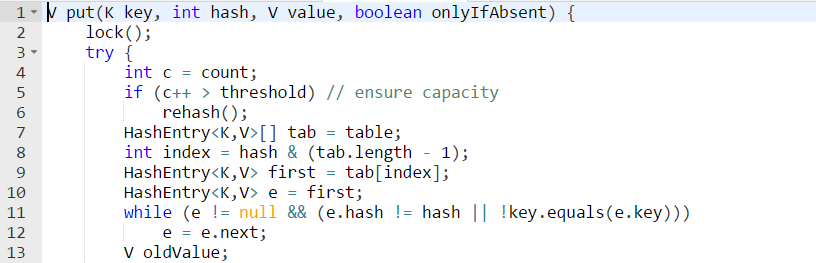 1 V put(K key, int hash, V value, boolean onlyIfAbsent) {
2     lock();
3     try {
4         int c = count;
5         if (c++ > threshold) // ensure capacity
6             rehash();
7         HashEntry<K,V>[] tab = table;
8         int index = hash & (tab.length - 1);
9         HashEntry<K,V> first = tab[index];
10         HashEntry<K,V> e = first;
11         while (e != null && (e.hash != hash || !key.equals(e.key)))
12             e = e.next;
13         V oldValue;